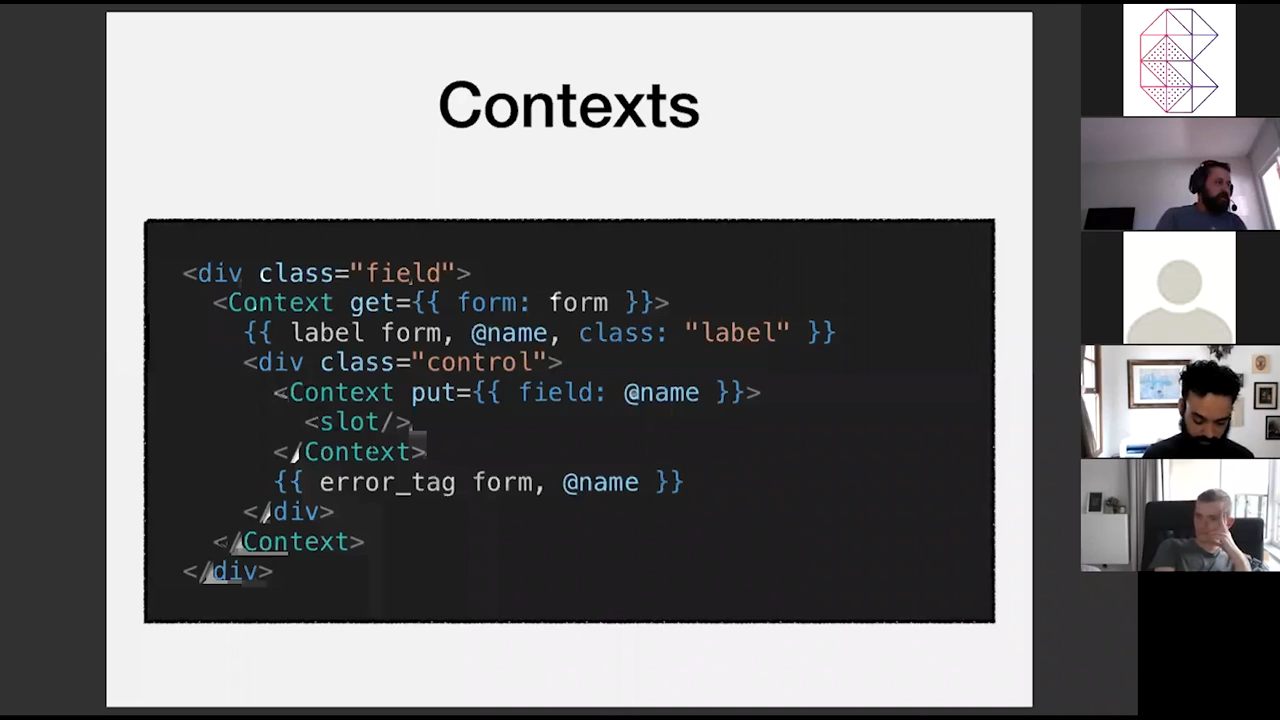 Contexts
<div class="field">
<Context get={{ form: form }}>
{{ label form, @name, class: "label" }}
<div class="control">
<Context put={{ field: @name }}>
<slot/>
</Context>
{{ error_tag form, @name }}
</div>
</Context>
</div>